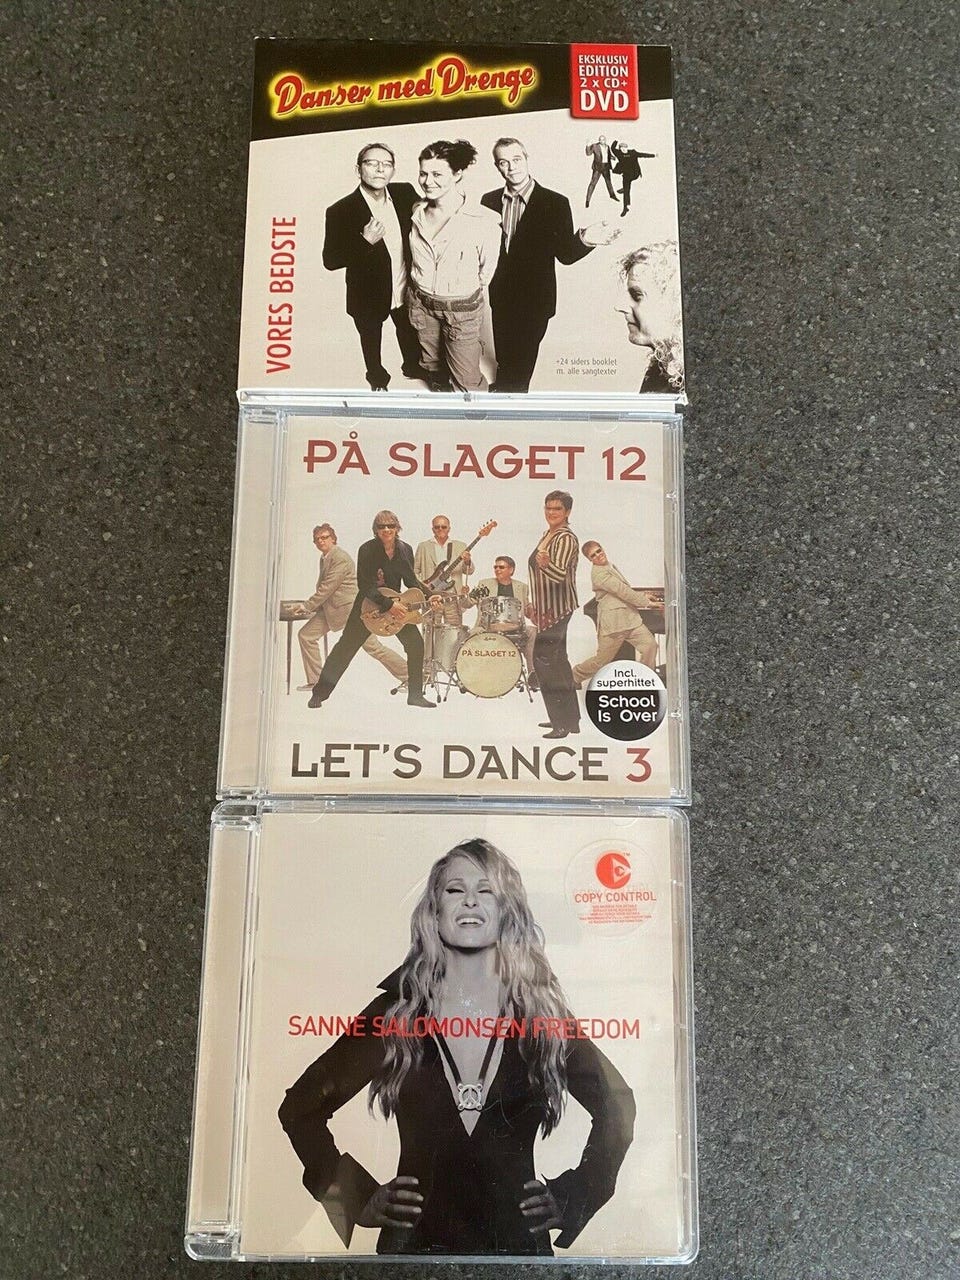 Danser med Drenge
EKSKLUSIV
EDITION
2 x CD+
DVD
VORES BEDSTE
+24 siders booklet
m. alle sangtexter
PÅ SLAGET 12
PÅ SLAGET 12
Incl.
superhittet
School
Is Over
LET'S DANCE 3
TM
COPY CONTROL
SANNE SALOMONSEN FREEDOM